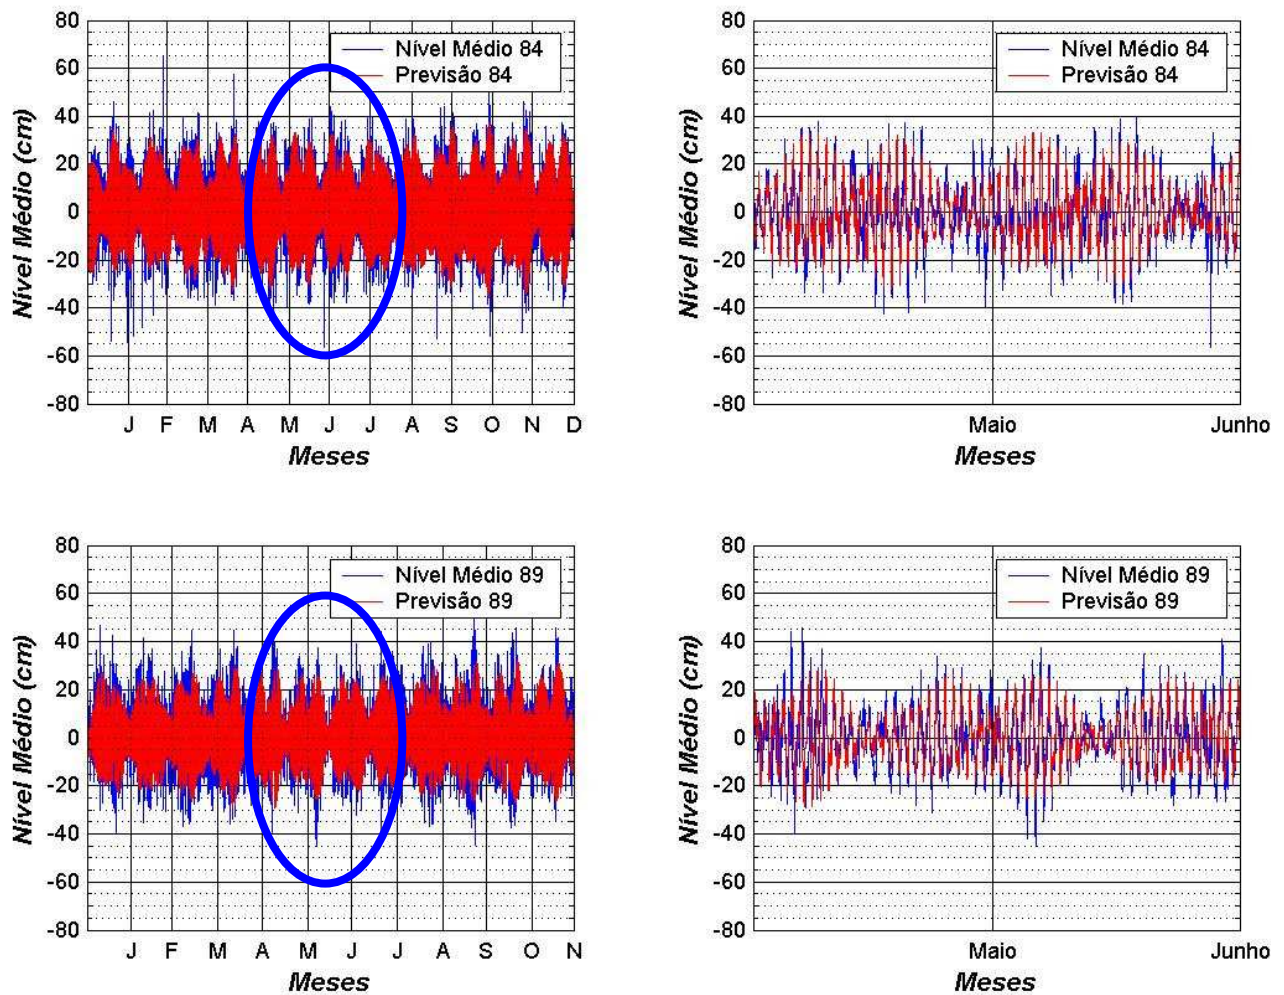 80
60
40
20
0
-20
-40
-60
-80
Nível Médio (cm)
Nível Médio 84
Previsão 84
J F M A M J J A S O N D
Meses
80
60
40
20
0
-20
-40
-60
-80
Nível Médio (cm)
Nível Médio 84
Previsão 84
Maio Junho
Meses
80
60
40
20
0
-20
-40
-60
-80
Nível Médio (cm)
Nível Médio 89
Previsão 89
J F M A M J J A S O N
Meses
80
60
40
20
0
-20
-40
-60
-80
Nível Médio (cm)
Nível Médio 89
Previsão 89
Maio Junho
Meses